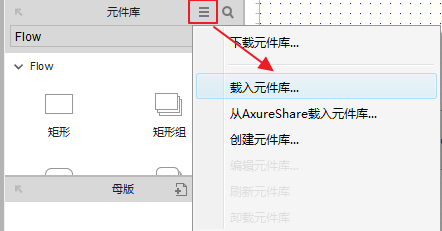 元件库
Flow
Flow
矩形
矩形组
母版
下载元件库...
载入元件库...
从AxureShare载入元件库...
创建元件库...
编辑元件库...
刷新元件库
卸载元件库